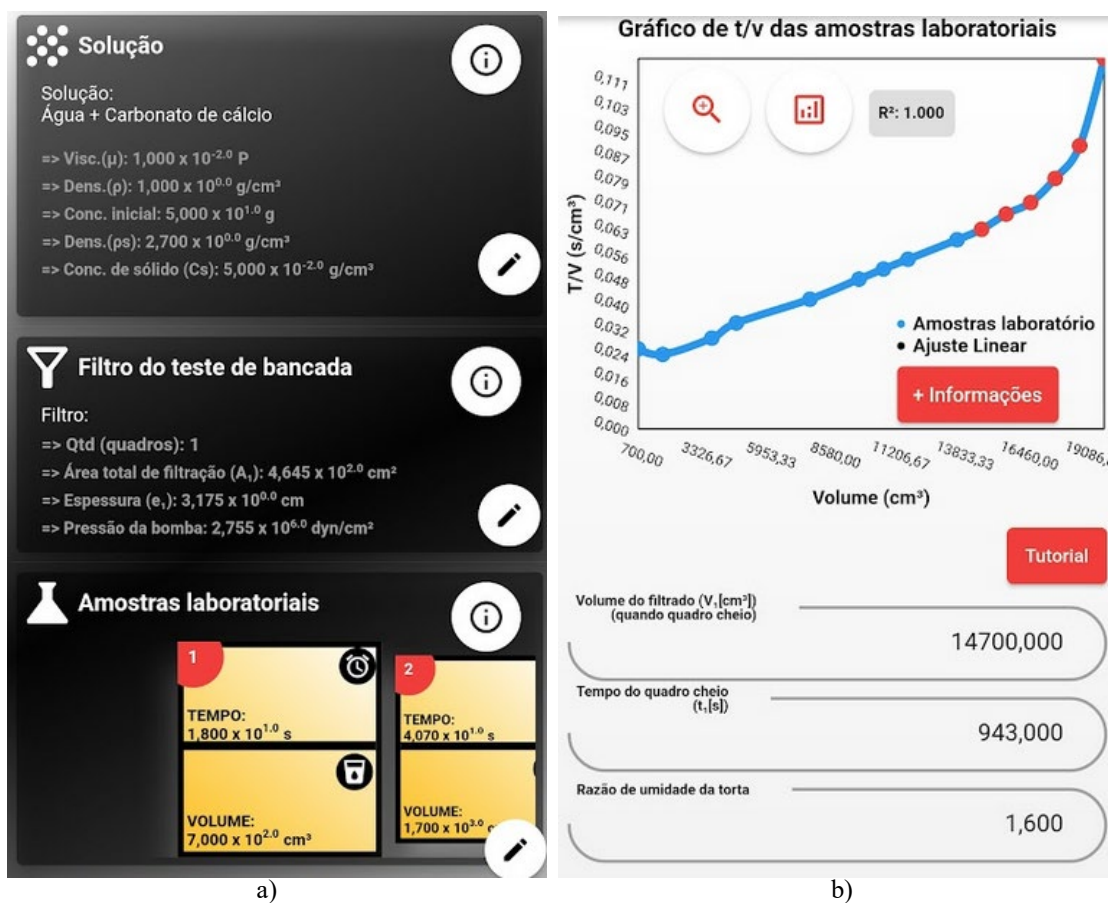 Solução
Solução:
Água + Carbonato de cálcio
=> Visc.(μ): 1,000 x 10⁻²·⁰ P
=> Dens.(ρ): 1,000 x 10⁰·⁰ g/cm³
=> Conc. inicial: 5,000 x 10¹·⁰ g
=> Dens.(ρs): 2,700 x 10⁰·⁰ g/cm³
=> Conc. de sólido (Cs): 5,000 x 10⁻²·⁰ g/cm³
Filtro do teste de bancada
Filtro:
=> Qtd (quadros): 1
=> Área total de filtração (A₁): 4,645 x 10²·⁰ cm²
=> Espessura (e₁): 3,175 x 10⁰·⁰ cm
=> Pressão da bomba: 2,755 x 10⁶·⁰ dyn/cm²
Amostras laboratoriais
1
TEMPO:
1,800 x 10¹·⁰ s
VOLUME:
7,000 x 10²·⁰ cm³
2
TEMPO:
4,070 x 10¹·⁰ s
VOLUME:
1,700 x 10³·⁰ c
a)
Gráfico de t/v das amostras laboratoriais
R²: 1.000
T/V (s/cm³)
0,111
0,103
0,095
0,087
0,079
0,071
0,063
0,056
0,048
0,040
0,032
0,024
0,016
0,008
0,000
Amostras laboratório
Ajuste Linear
+ Informações
700,00
3326,67
5953,33
8580,00
11206,67
13833,33
16460,00
19086,
Volume (cm³)
Tutorial
Volume do filtrado (V₁[cm³])
(quando quadro cheio)
14700,000
Tempo do quadro cheio
(t₁[s])
943,000
Razão de umidade da torta
1,600
b)